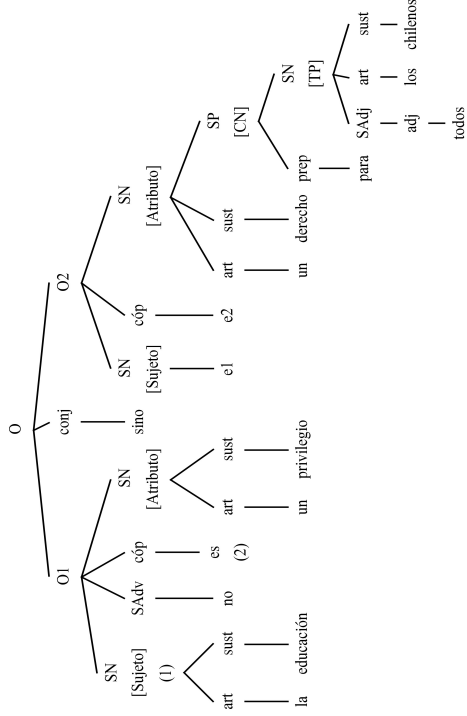 O
O1 conj O2
SN SAdv cóp SN sino SN cóp SN
[Sujeto] [Atributo] [Sujeto] [Atributo]
(1)
art sust no es art sust e1 e2 art sust SP
(2) [CN]
la educación un privilegio un derecho prep SN
[TP]
para SAdj art sust
adj los chilenos
todos